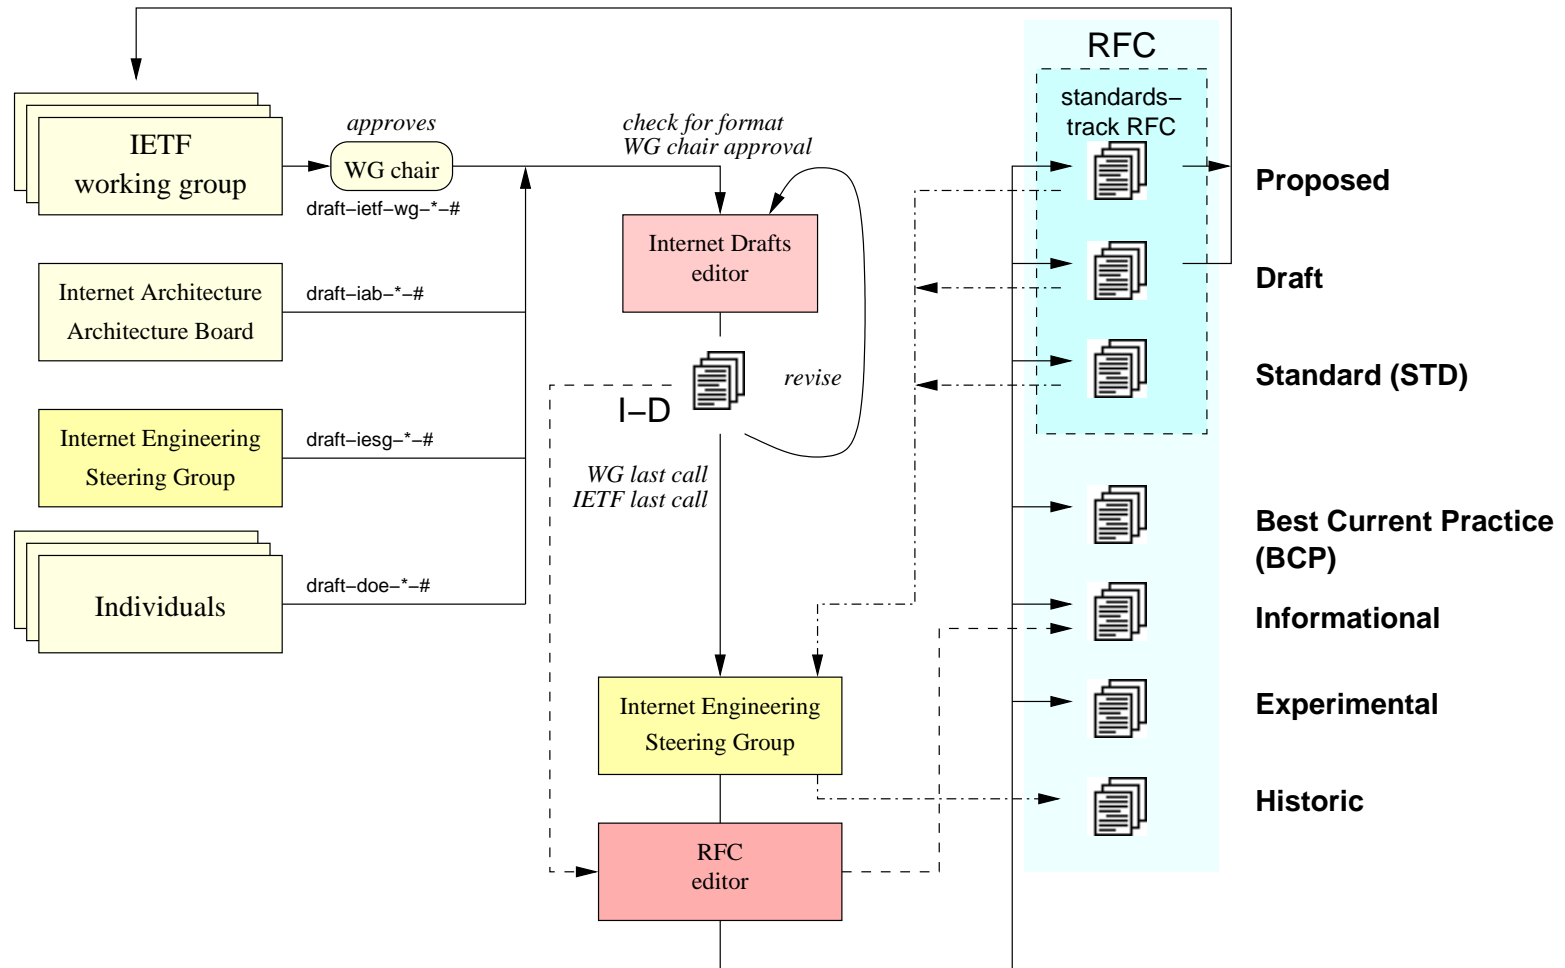 RFC
standards–
track RFC
IETF
working group
approves
WG chair
draft–ietf–wg–*–#
check for format
WG chair approval
Internet Drafts
editor
Internet Architecture
Architecture Board
draft–iab–*–#
I–D
revise
Internet Engineering
Steering Group
draft–iesg–*–#
WG last call
IETF last call
Individuals
draft–doe–*–#
Internet Engineering
Steering Group
RFC
editor
Proposed
Draft
Standard (STD)
Best Current Practice
(BCP)
Informational
Experimental
Historic